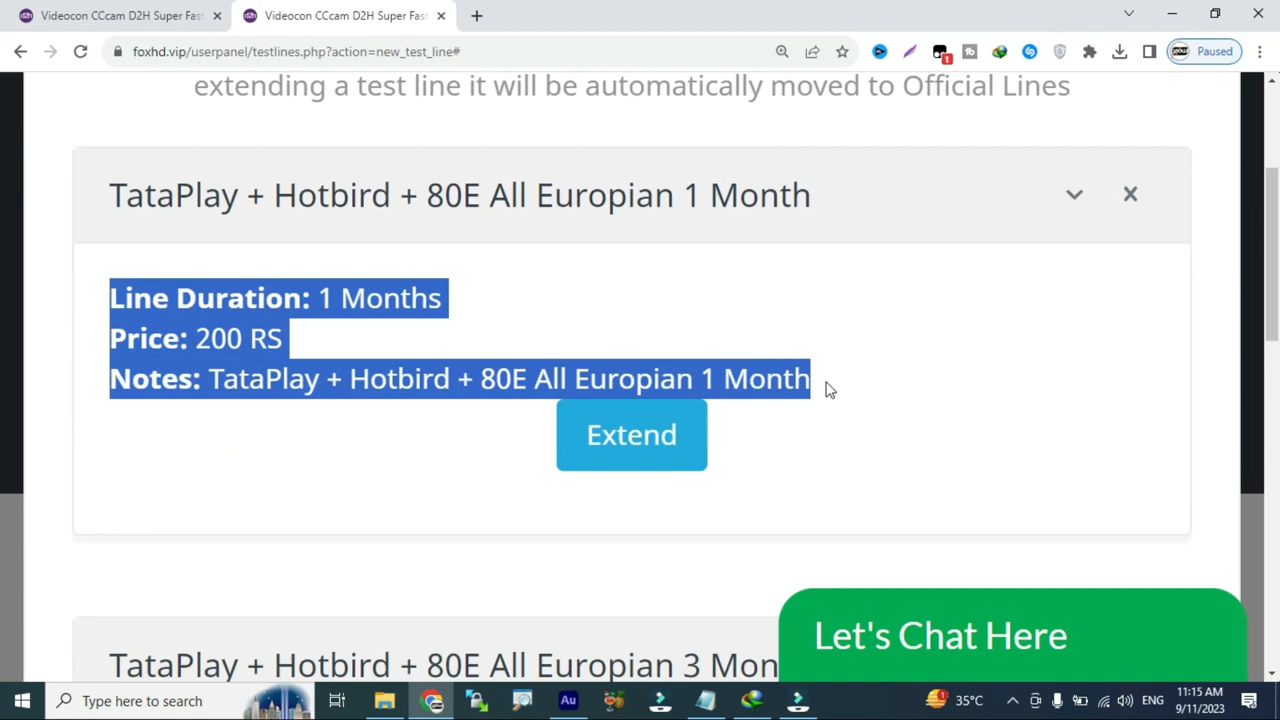 Videocon CCcam D2H Super Fast
Videocon CCcam D2H Super Fast
foxhd.vip/userpanel/testlines.php?action=new_test_line#
Paused
extending a test line it will be automatically moved to Official Lines
TataPlay + Hotbird + 80E All Europian 1 Month
Line Duration: 1 Months
Price: 200 RS
Notes: TataPlay + Hotbird + 80E All Europian 1 Month
Extend
Let's Chat Here
TataPlay + Hotbird + 80E All Europian 3 Mon
Type here to search
Au
35°C
ENG
11:15 AM
9/11/2023